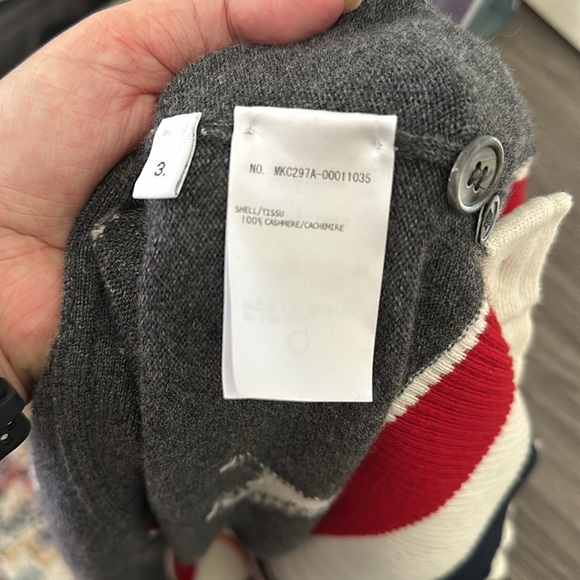 3.
NO. MKC297A-00011035
SHELL/TISSU
100% CASHMERE/CACHEMIRE